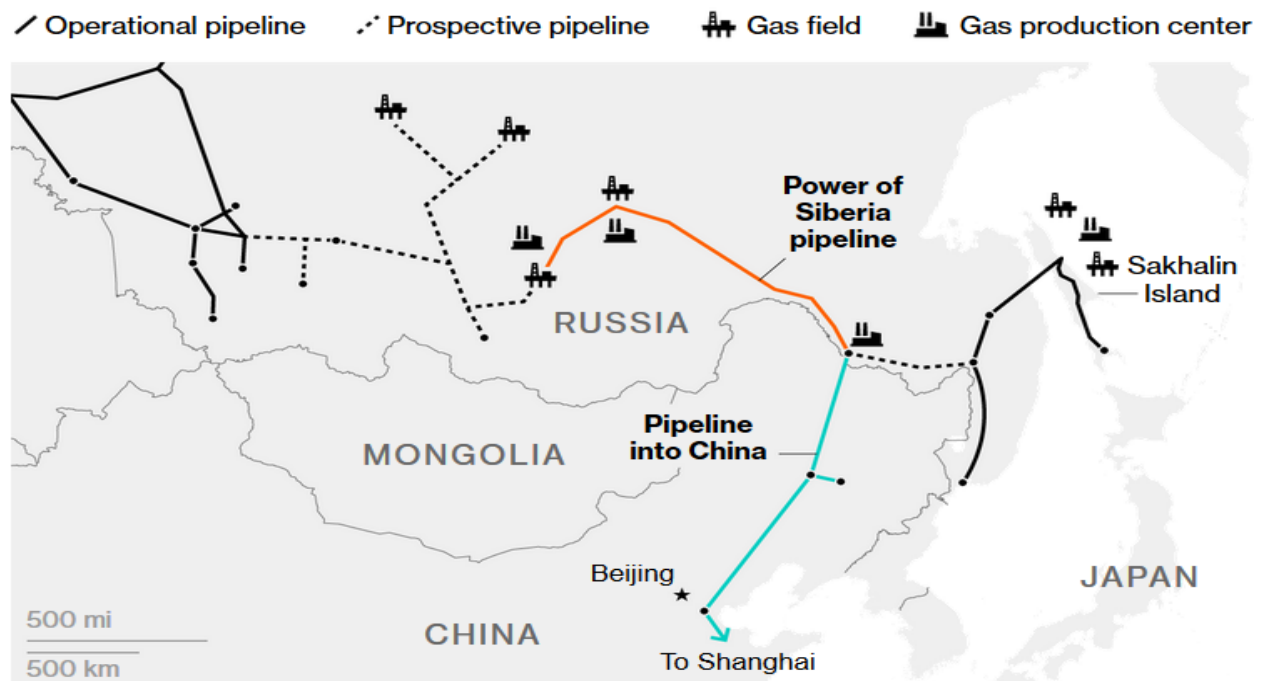 Operational pipeline
Prospective pipeline
Gas field
Gas production center
Power of
Siberia
pipeline
Sakhalin
Island
RUSSIA
Pipeline
into China
MONGOLIA
Beijing
JAPAN
500 mi
500 km
CHINA
To Shanghai